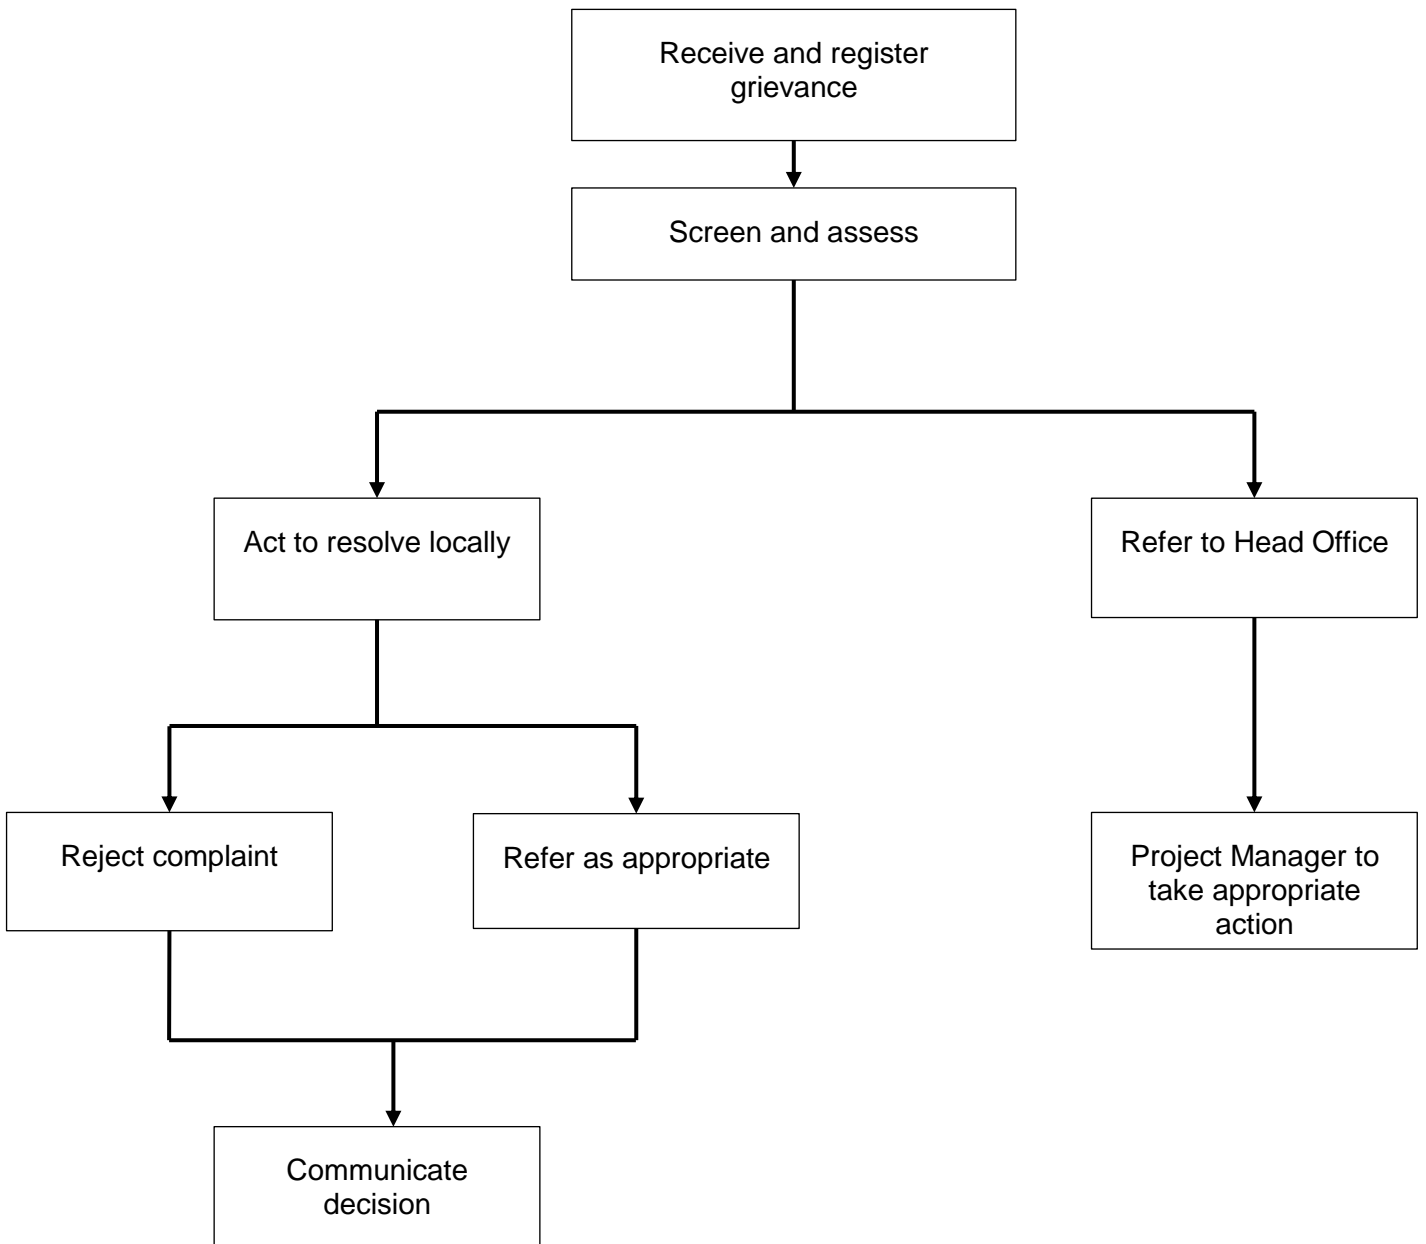 Receive and register
grievance
Screen and assess
Act to resolve locally
Refer to Head Office
Reject complaint
Refer as appropriate
Project Manager to
take appropriate
action
Communicate
decision